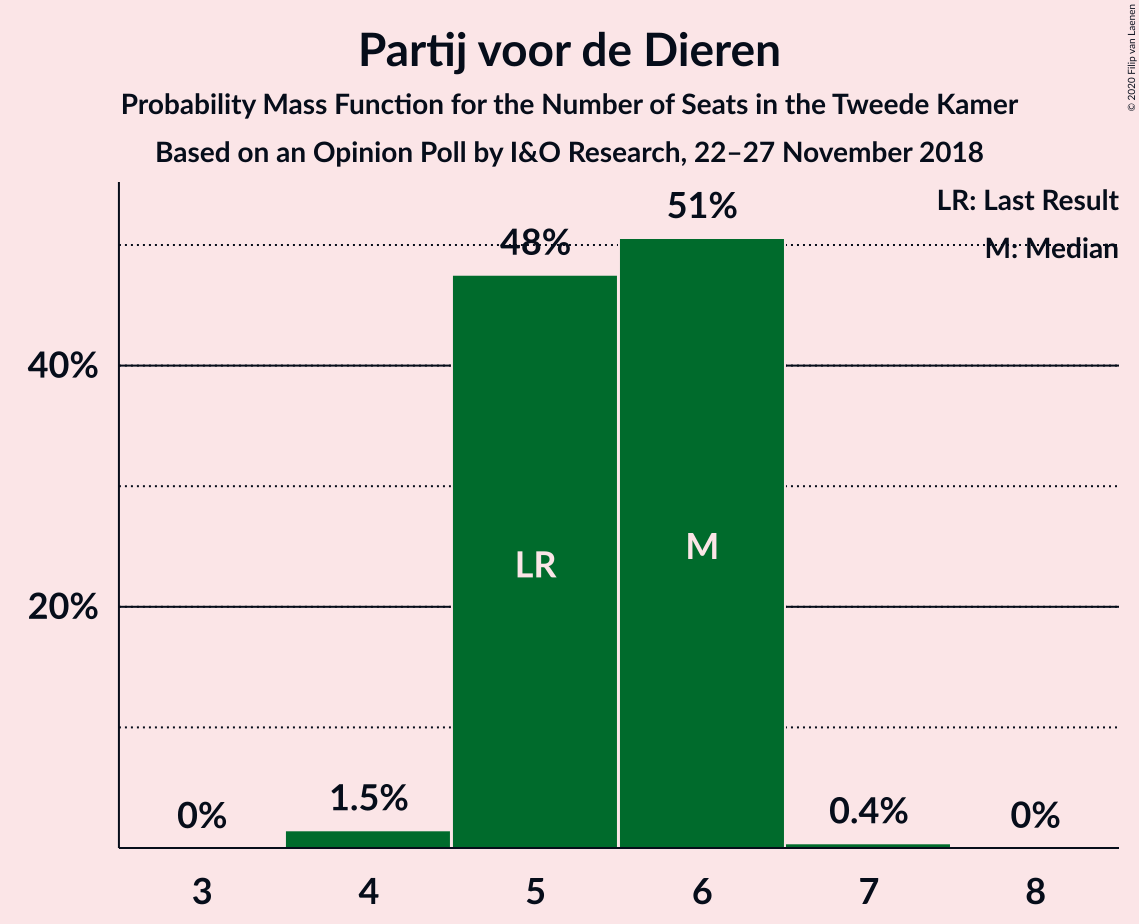 Partij voor de Dieren
Probability Mass Function for the Number of Seats in the Tweede Kamer
Based on an Opinion Poll by I&O Research, 22–27 November 2018
© 2020 Filip van Laenen
LR: Last Result
M: Median
51%
48%
40%
LR
M
20%
0%
1.5%
0.4%
0%
3
4
5
6
7
8